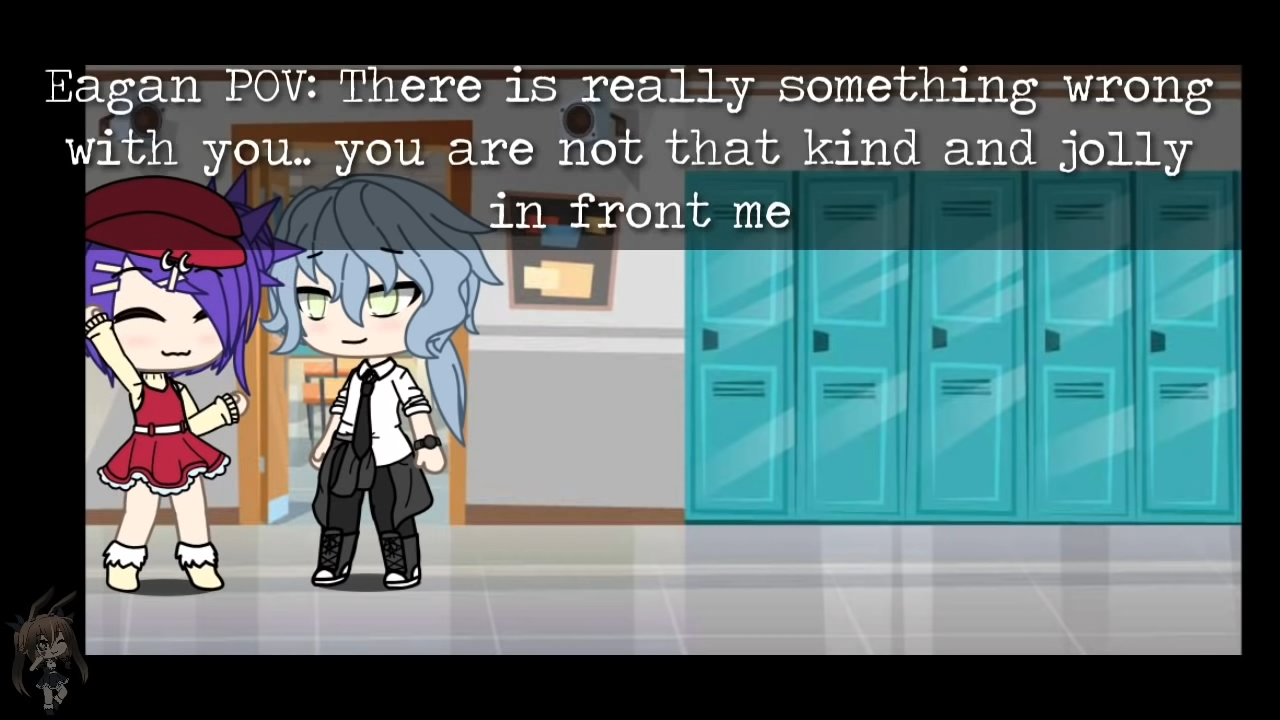 Eagan POV: There is really something wrong
with you.. you are not that kind and jolly
in front me